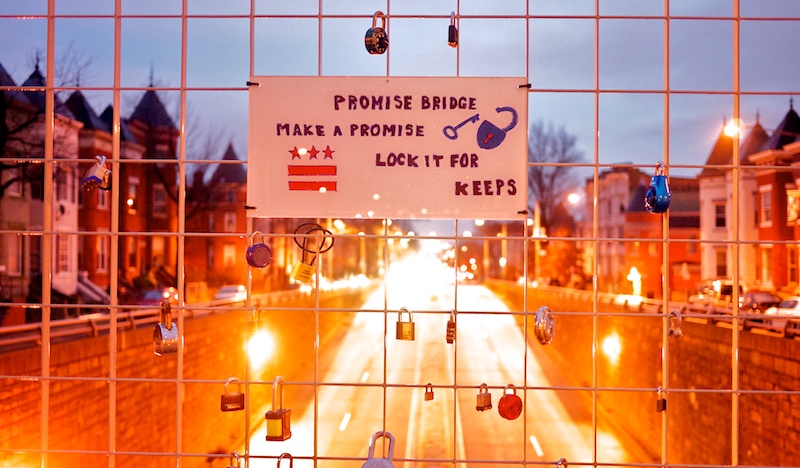 PROMISE BRIDGE
MAKE A PROMISE
LOCK IT FOR
KEEPS